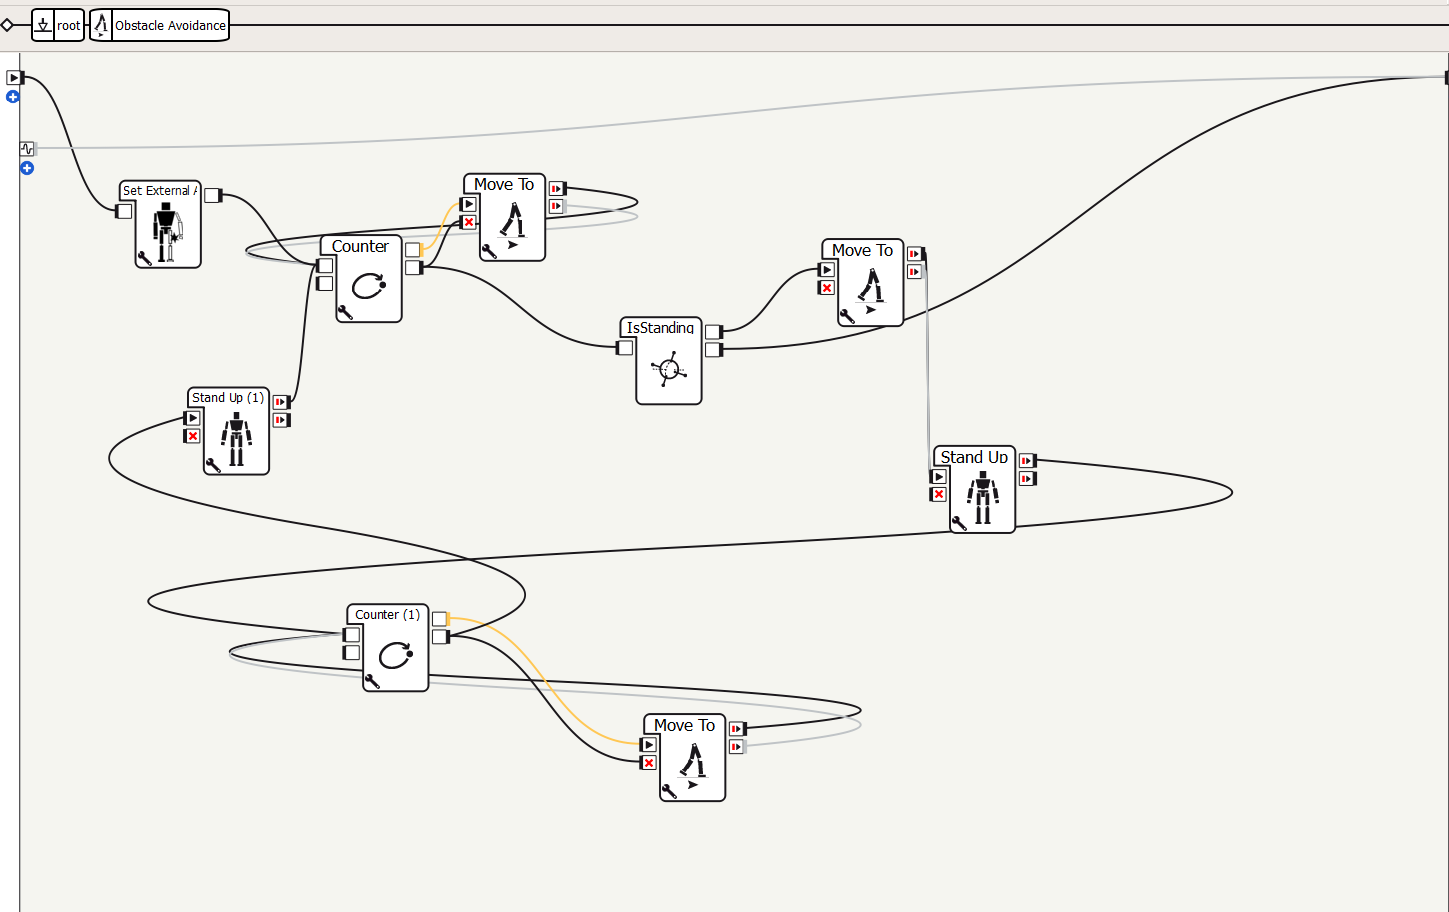 root
Obstacle Avoidance
Set External A
Move To
Counter
Move To
IsStanding
Stand Up (1)
Stand Up
Counter (1)
Move To